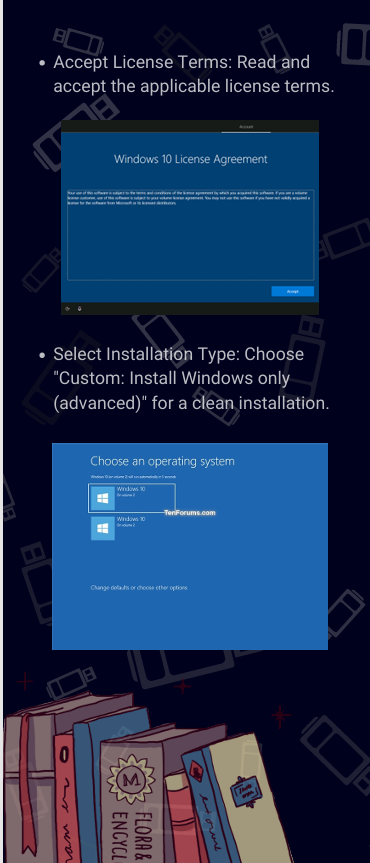 • Accept License Terms: Read and
accept the applicable license terms.
Account
Windows 10 License Agreement
Your use of this software is subject to the terms and conditions of the license agreement by which you acquired this software. If you are a volume
license customer, use of this software is subject to your volume license agreement. You may not use this software if you have not validly acquired a
license for the software from Microsoft or its licensed distributors.
Accept
• Select Installation Type: Choose
"Custom: Install Windows only
(advanced)" for a clean installation.
Choose an operating system
Windows 10 on volume 2 will run automatically in 5 seconds
Windows 10
On volume 2
TenForums.com
Windows 10
On volume 2
Change defaults or choose other options
M
FLORA &
ENCYCL